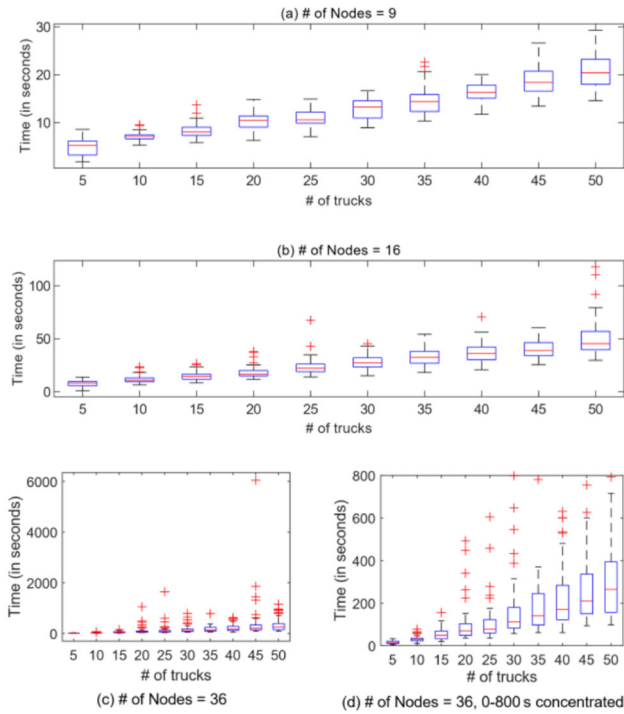 (a) # of Nodes = 9
Time (in seconds)
30
20
10
5 10 15 20 25 30 35 40 45 50
# of trucks
(b) # of Nodes = 16
Time (in seconds)
100
50
0
5 10 15 20 25 30 35 40 45 50
# of trucks
Time (in seconds)
6000
4000
2000
0
5 10 15 20 25 30 35 40 45 50
# of trucks
(c) # of Nodes = 36
Time (in seconds)
800
600
400
200
0
5 10 15 20 25 30 35 40 45 50
# of trucks
(d) # of Nodes = 36, 0-800 s concentrated